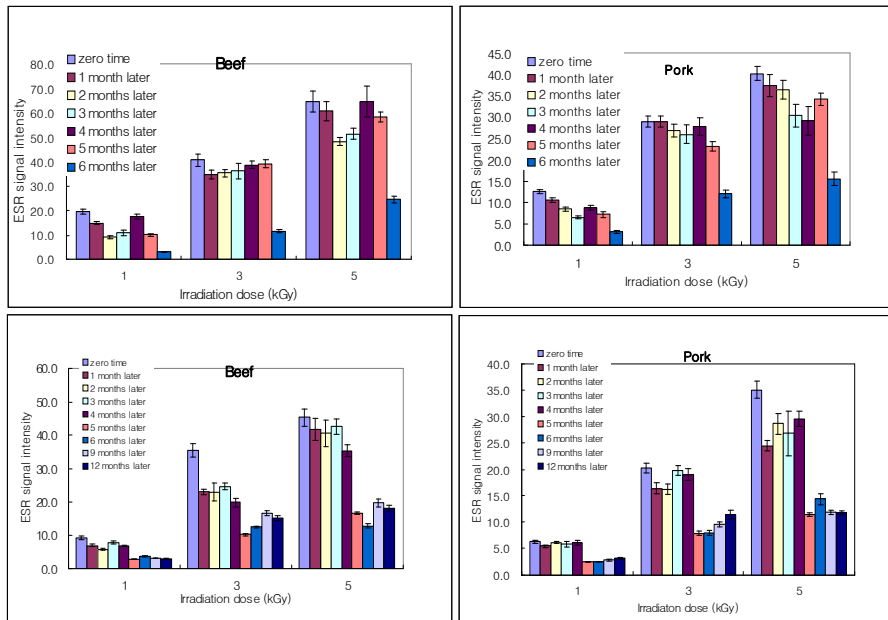 Beef
zero time
1 month later
2 months later
3 months later
4 months later
5 months later
6 months later
ESR signal intensity
80.0
70.0
60.0
50.0
40.0
30.0
20.0
10.0
0.0
1
3
5
Irradiation dose (kGy)
Pork
zero time
1 month later
2 months later
3 months later
4 months later
5 months later
6 months later
ESR signal intensity
45.0
40.0
35.0
30.0
25.0
20.0
15.0
10.0
5.0
0.0
1
3
5
Irradiation dose (kGy)
Beef
zero time
1 month later
2 months later
3 months later
4 months later
5 months later
6 months later
9 months later
12 months later
ESR signal intensity
60.0
50.0
40.0
30.0
20.0
10.0
0.0
1
3
5
Irradiation dose (kGy)
Pork
zero time
1 month later
2 months later
3 months later
4 months later
5 months later
6 months later
9 months later
12 months later
ESR signal intensity
40.0
35.0
30.0
25.0
20.0
15.0
10.0
5.0
0.0
1
3
5
Irradiaton dose (kGy)